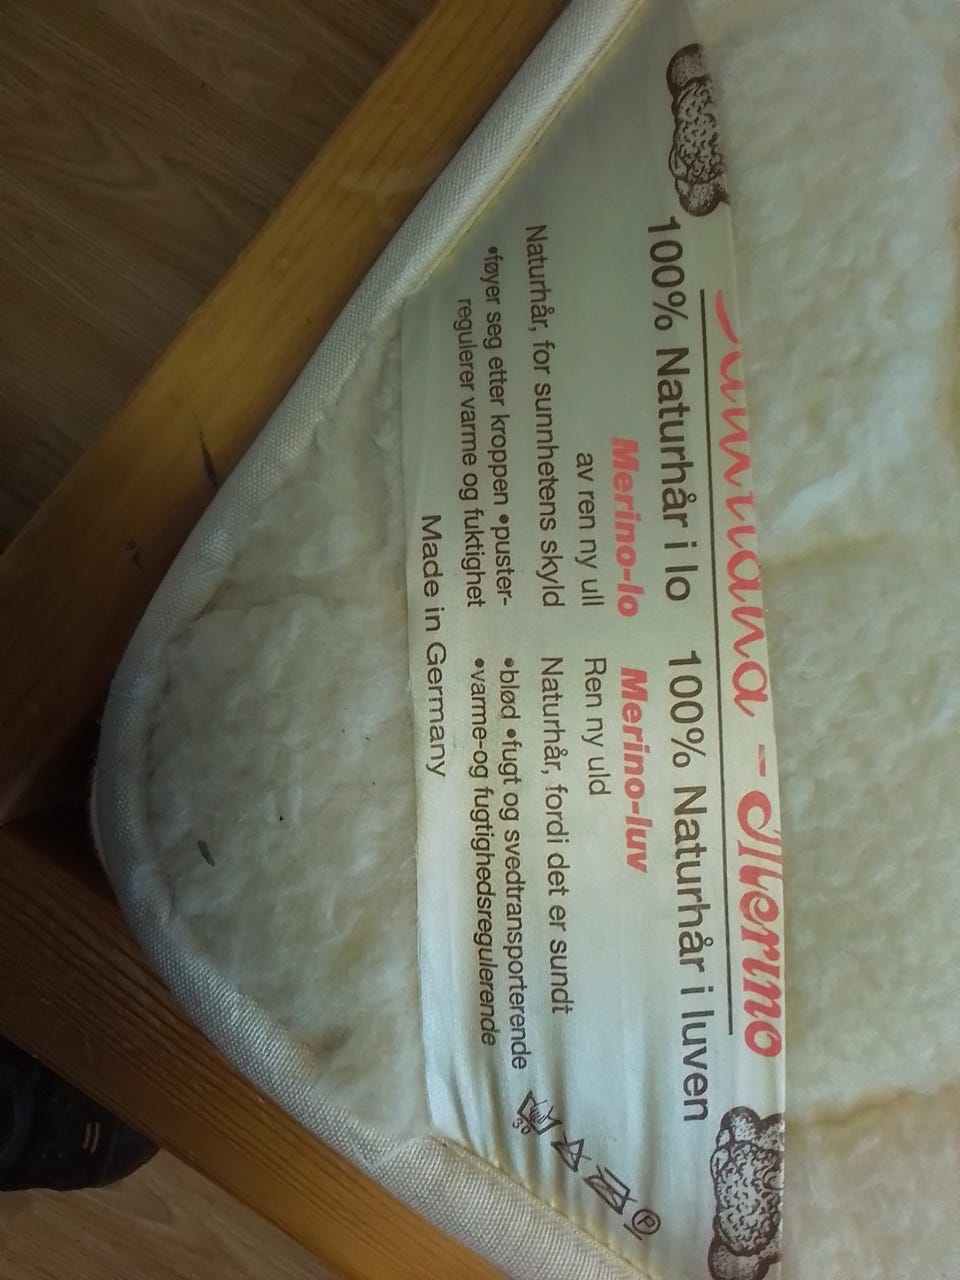 - Merino
100% Naturhår i lo
Merino-lo
av ren ny ull
Naturhår, for sunnhetens skyld
•føyer seg etter kroppen •puster-
regulerer varme og fuktighet
100% Naturhår i luven
Merino-luv
Ren ny uld
Naturhår, fordi det er sundt
•blød •fugt og svedtransporterende
•varme-og fugtighedsregulerende
Made in Germany
30
P